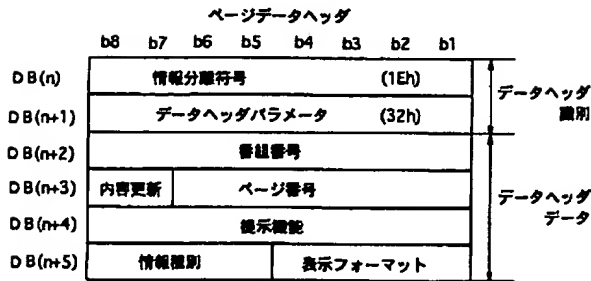 ページデータヘッダ
b8 b7 b6 b5 b4 b3 b2 b1
DB(n) 情報分離符号 (1Eh)
DB(n+1) データヘッダパラメータ (32h)
データヘッダ
識別
DB(n+2) 番組番号
DB(n+3) 内容更新 ページ番号
DB(n+4) 提示機能
データヘッダ
データ
DB(n+5) 情報種別 表示フォーマット